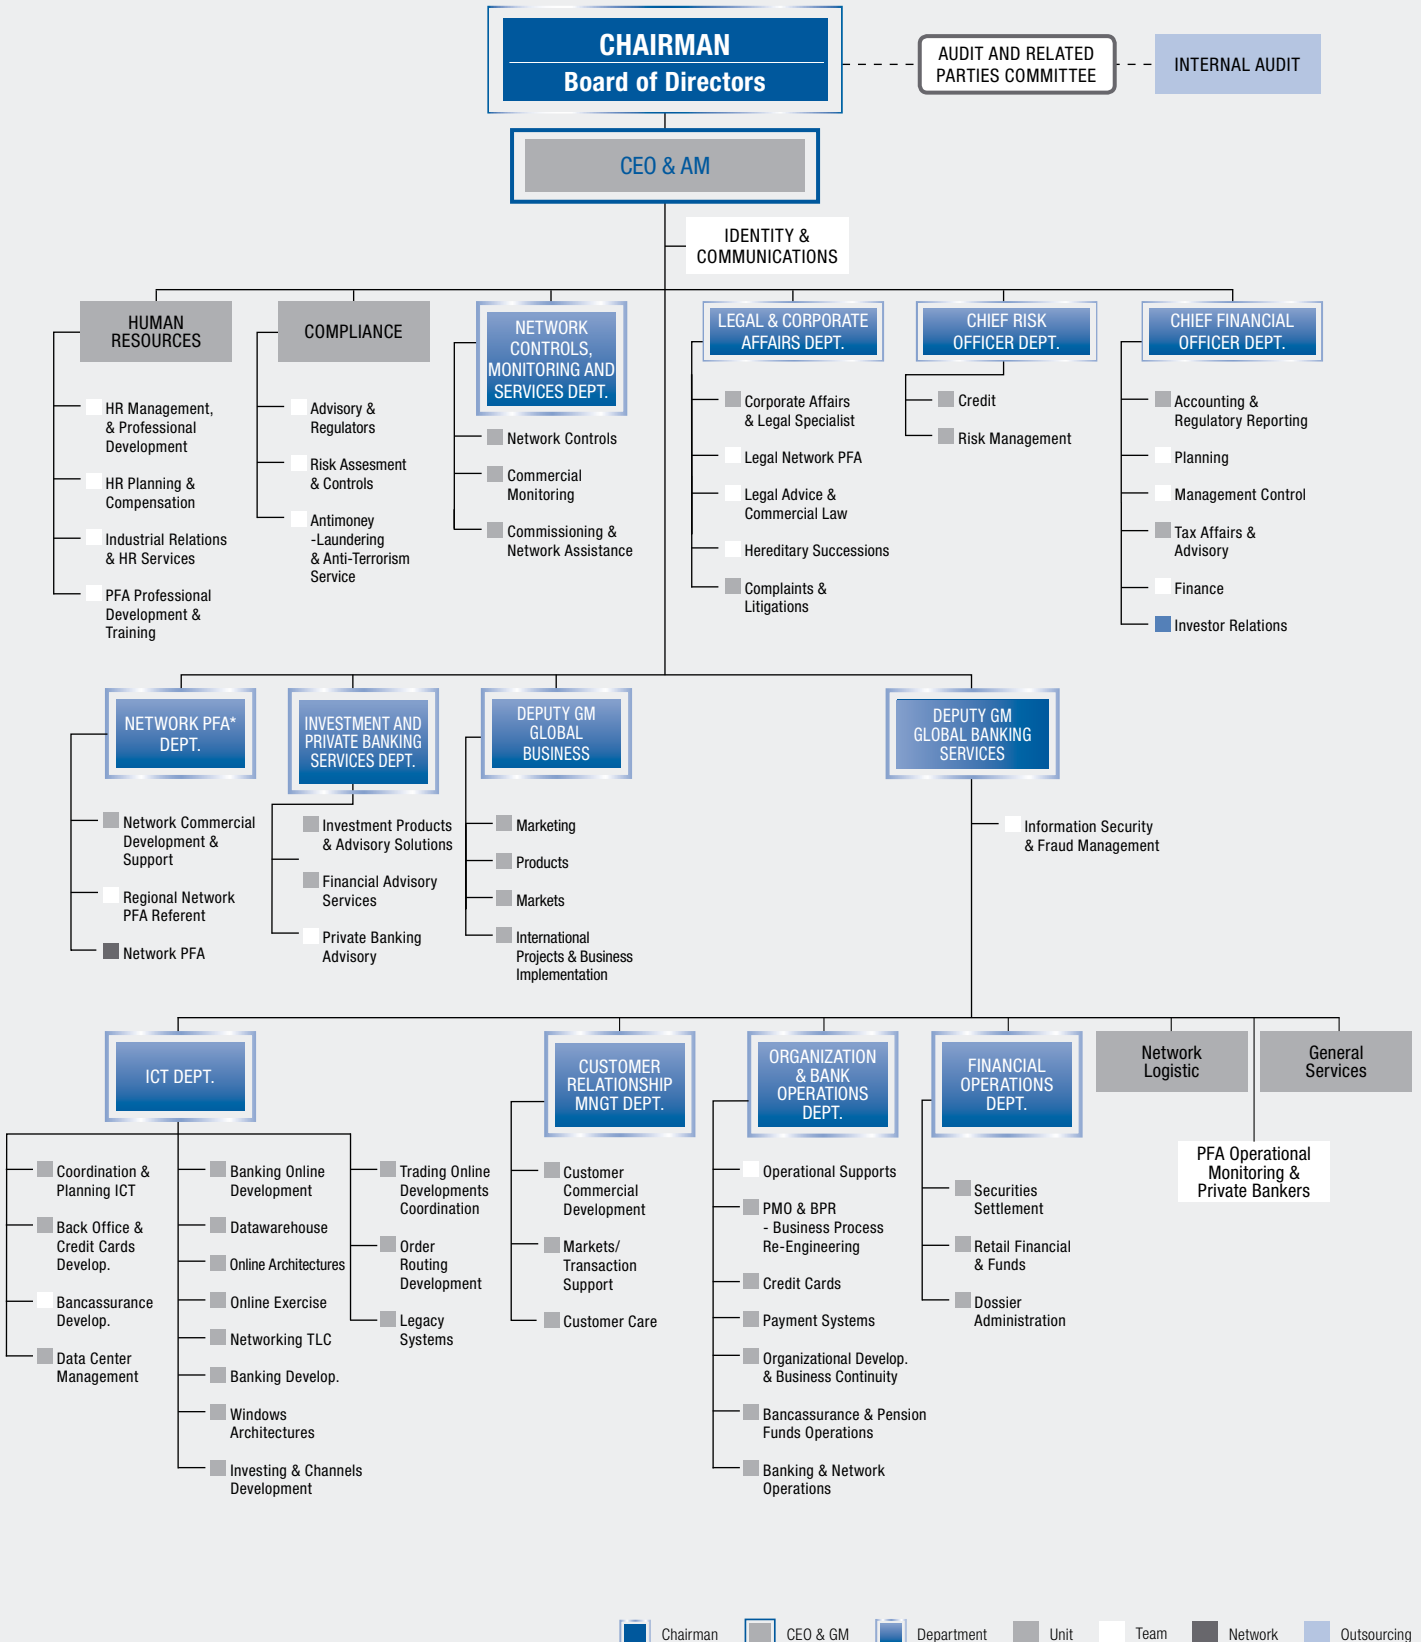 CHAIRMAN
Board of Directors
AUDIT AND RELATED
PARTIES COMMITTEE
INTERNAL AUDIT
CEO & AM
IDENTITY &
COMMUNICATIONS
HUMAN
RESOURCES
HR Management,
& Professional
Development
HR Planning &
Compensation
Industrial Relations
& HR Services
PFA Professional
Development &
Training
COMPLIANCE
Advisory &
Regulators
Risk Assesment
& Controls
Antimoney
-Laundering
& Anti-Terrorism
Service
NETWORK
CONTROLS,
MONITORING AND
SERVICES DEPT.
Network Controls
Commercial
Monitoring
Commissioning &
Network Assistance
LEGAL & CORPORATE
AFFAIRS DEPT.
Corporate Affairs
& Legal Specialist
Legal Network PFA
Legal Advice &
Commercial Law
Hereditary Successions
Complaints &
Litigations
CHIEF RISK
OFFICER DEPT.
Credit
Risk Management
CHIEF FINANCIAL
OFFICER DEPT.
Accounting &
Regulatory Reporting
Planning
Management Control
Tax Affairs &
Advisory
Finance
Investor Relations
NETWORK PFA*
DEPT.
Network Commercial
Development &
Support
Regional Network
PFA Referent
Network PFA
INVESTMENT AND
PRIVATE BANKING
SERVICES DEPT.
Investment Products
& Advisory Solutions
Financial Advisory
Services
Private Banking
Advisory
DEPUTY GM
GLOBAL
BUSINESS
Marketing
Products
Markets
International
Projects & Business
Implementation
DEPUTY GM
GLOBAL BANKING
SERVICES
Information Security
& Fraud Management
ICT DEPT.
Coordination &
Planning ICT
Back Office &
Credit Cards
Develop.
Bancassurance
Develop.
Data Center
Management
Banking Online
Development
Datawarehouse
Online Architectures
Online Exercise
Networking TLC
Banking Develop.
Windows
Architectures
Investing & Channels
Development
Trading Online
Developments
Coordination
Order
Routing
Development
Legacy
Systems
CUSTOMER
RELATIONSHIP
MNGT DEPT.
Customer
Commercial
Development
Markets/
Transaction
Support
Customer Care
ORGANIZATION
& BANK
OPERATIONS
DEPT.
Operational Supports
PMO & BPR
- Business Process
Re-Engineering
Credit Cards
Payment Systems
Organizational Develop.
& Business Continuity
Bancassurance & Pension
Funds Operations
Banking & Network
Operations
FINANCIAL
OPERATIONS
DEPT.
Securities
Settlement
Retail Financial
& Funds
Dossier
Administration
Network
Logistic
PFA Operational
Monitoring &
Private Bankers
General
Services
Chairman
CEO & GM
Department
Unit
Team
Network
Outsourcing